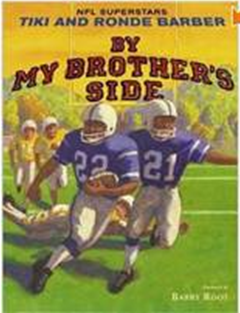 NFL SUPERSTARS
TIKI AND RONDE BARBER
BY
MY BROTHER'S
SIDE
22
21
BARRY ROOT